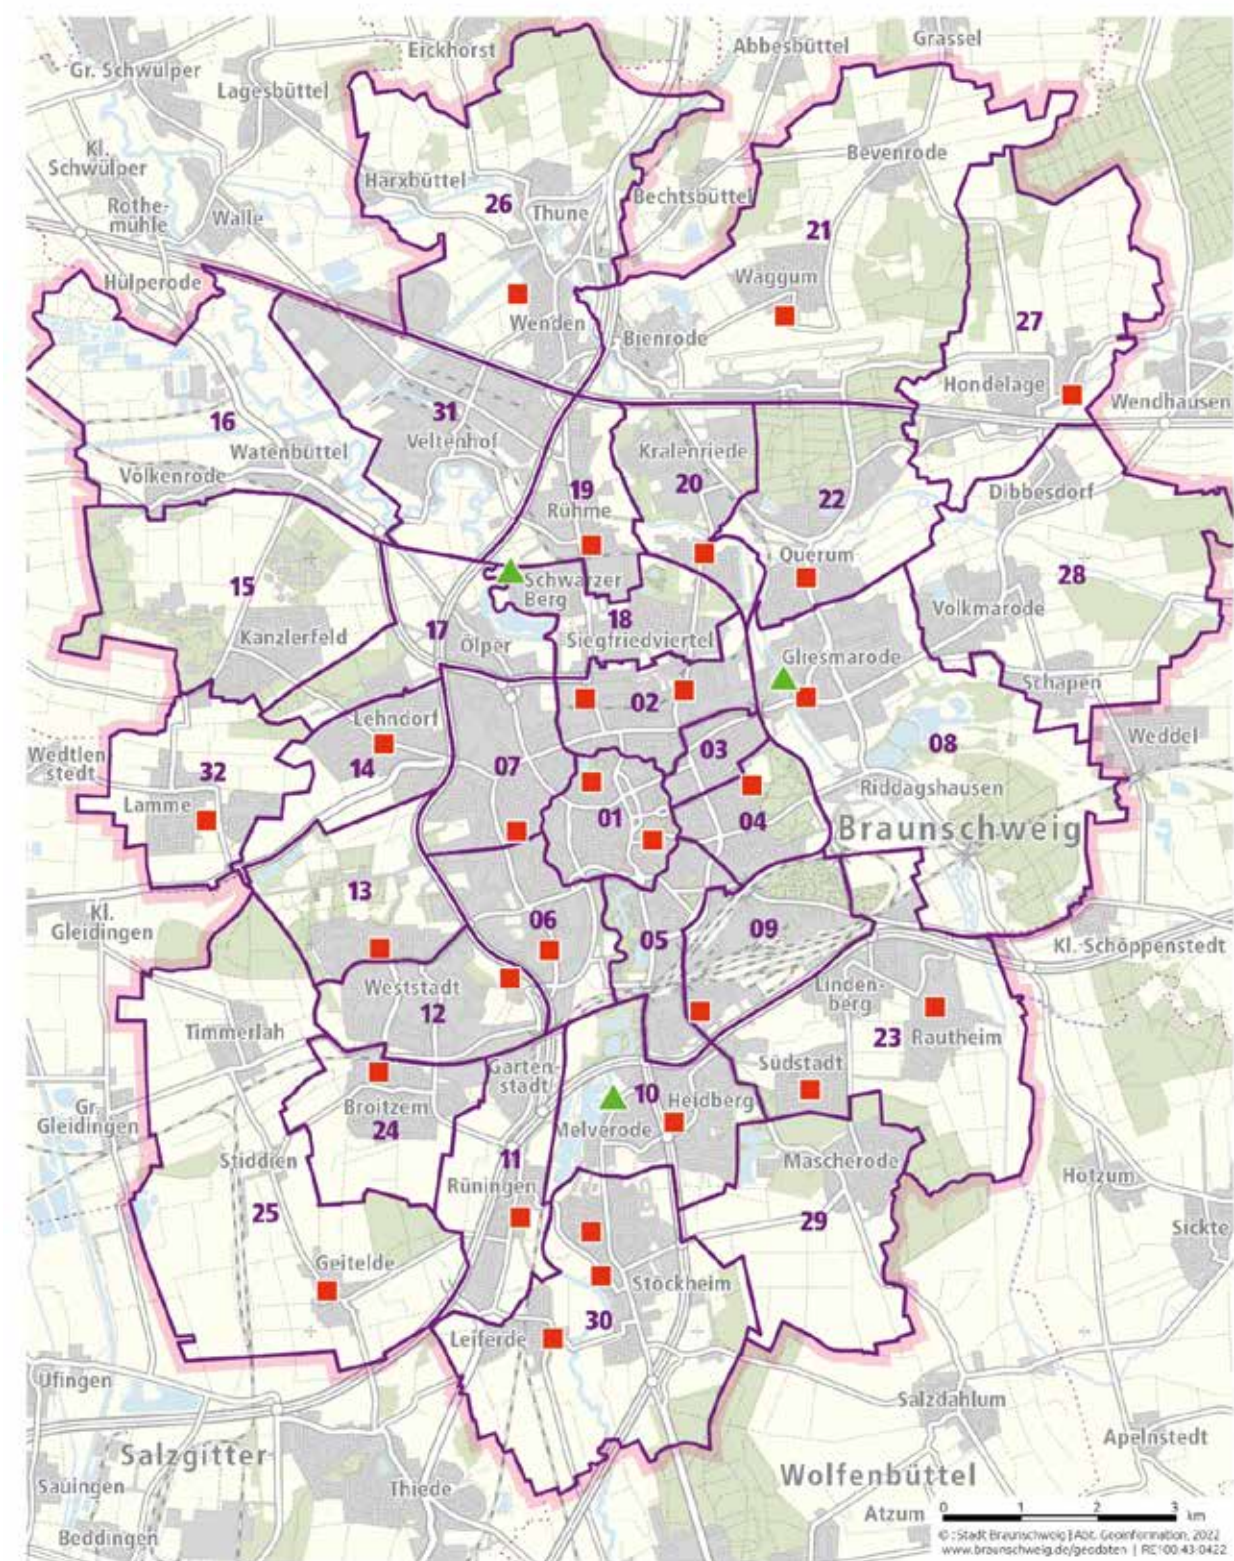 Eickhorst
Abbesbüttel
Grassel
Gr. Schwülper
Lagesbüttel
Kl.
Schwülper
Harxbüttel
Bevenrode
Bechtsbüttel
26
Thune
Rothe-
mühle
Walle
21
Waggum
Hülperode
Wenden
Bienrode
27
Hondelage
Wendhausen
16
31
Veltenhof
Watenbüttel
Völkenrode
Kralenriede
20
19
Rühme
22
Dibbesdorf
Querum
28
Volkmarode
15
Kanzlerfeld
17
Ölper
Schwarzer
Berg
18
Siegfriedviertel
Gliesmarode
Schapen
Weddel
02
Lehndorf
14
07
03
08
Wedtlen
stedt
32
Lamme
Riddagshausen
01
04
Braunschweig
13
Kl.
Gleidingen
06
05
09
Kl. Schöppenstedt
Weststadt
12
Linden-
berg
23
Rautheim
Timmerlah
Garten-
stadt
Südstadt
10
Heidberg
Melverode
Gr.
Gleidingen
Broitzem
24
Stiddien
11
Rüningen
Mascherode
Hötzum
25
29
Sickte
Geitelde
Stöckheim
30
Leiferde
Üfingen
Salzdahlum
Salzgitter
Apelnstedt
Wolfenbüttel
Sauingen
Thiede
Atzum
Beddingen
0 1 2 3 km
© : Stadt Braunschweig | Abt. Geoinformation, 2022
www.braunschweig.de/geodaten | RE 100-43-0422